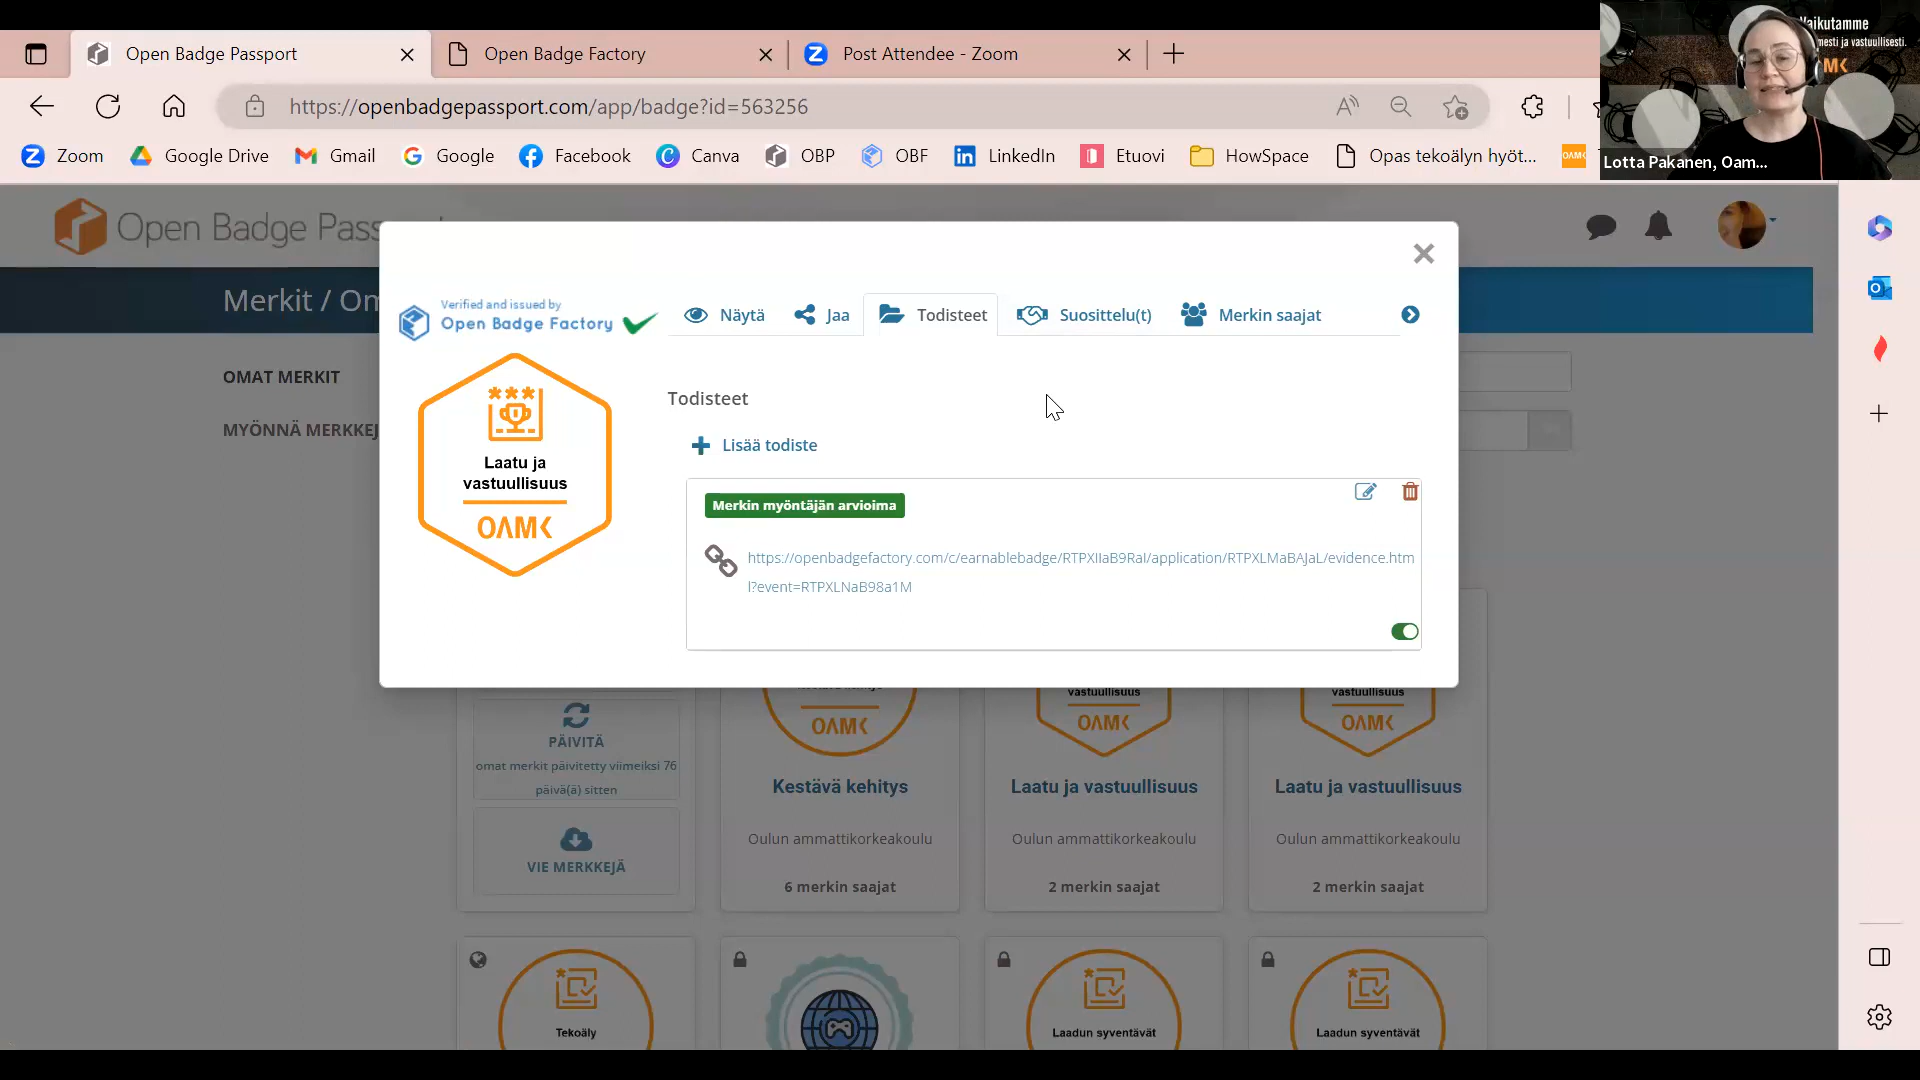 Open Badge Passport
Open Badge Factory
Post Attendee - Zoom
https://openbadgepassport.com/app/badge?id=563256
Zoom
Google Drive
Gmail
Google
Facebook
Canva
OBP
OBF
LinkedIn
Etuovi
HowSpace
Opas tekoälyn hyöt...
Vaikutamme
mesti ja vastuullisesti.
Lotta Pakanen, Oam...
Open Badge Pass
Merkit / Om
OMAT MERKIT
MYÖNNÄ MERKKEJ
Verified and issued by
Open Badge Factory
Näytä
Jaa
Todisteet
Suosittelu(t)
Merkin saajat
Laatu ja
vastuullisuus
OAMK
Todisteet
Lisää todiste
Merkin myöntäjän arvioima
https://openbadgefactory.com/c/earnablebadge/RTPXIIaB9RaI/application/RTPXLMaBAJaL/evidence.htm
l?event=RTPXLNaB98a1M
PÄIVITÄ
omat merkit päivitetty viimeiksi 76
päivä(ä) sitten
VIE MERKKEJÄ
OAMK
Kestävä kehitys
Oulun ammattikorkeakoulu
6 merkin saajat
vastuullisuus
OAMK
Laatu ja vastuullisuus
Oulun ammattikorkeakoulu
2 merkin saajat
vastuullisuus
OAMK
Laatu ja vastuullisuus
Oulun ammattikorkeakoulu
2 merkin saajat
Tekoäly
Laadun syventävät
Laadun syventävät